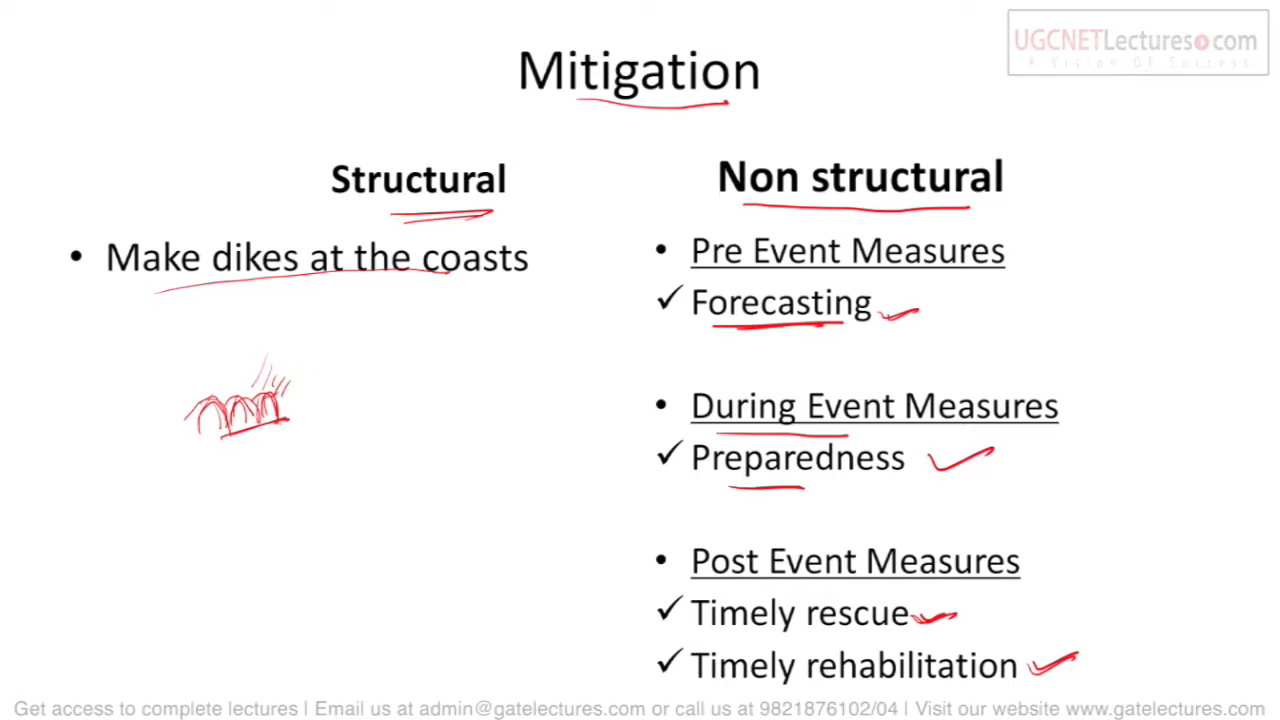 UGCNETLectures.com
A Vision Of Success
Mitigation
Structural
• Make dikes at the coasts
Non structural
• Pre Event Measures
✓ Forecasting
• During Event Measures
✓ Preparedness
• Post Event Measures
✓ Timely rescue
✓ Timely rehabilitation
Get access to complete lectures | Email us at admin@gatelectures.com or call us at 9821876102/04 | Visit our website www.gatelectures.com